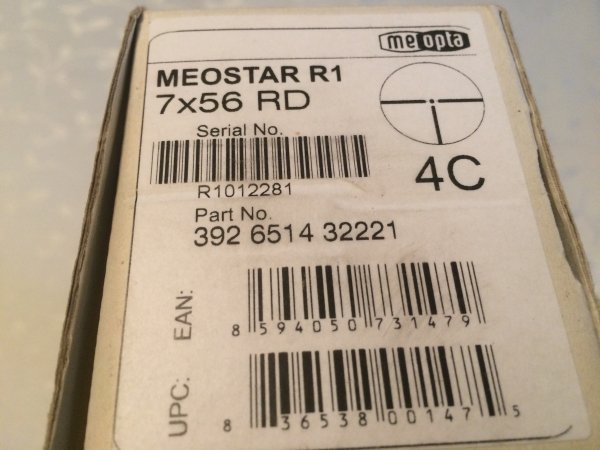 meopta
MEOSTAR R1
7x56 RD
Serial No.
R1012281
4C
Part No.
392 6514 32221
EAN:
8 594050 731479
UPC:
8 36538 00147 5